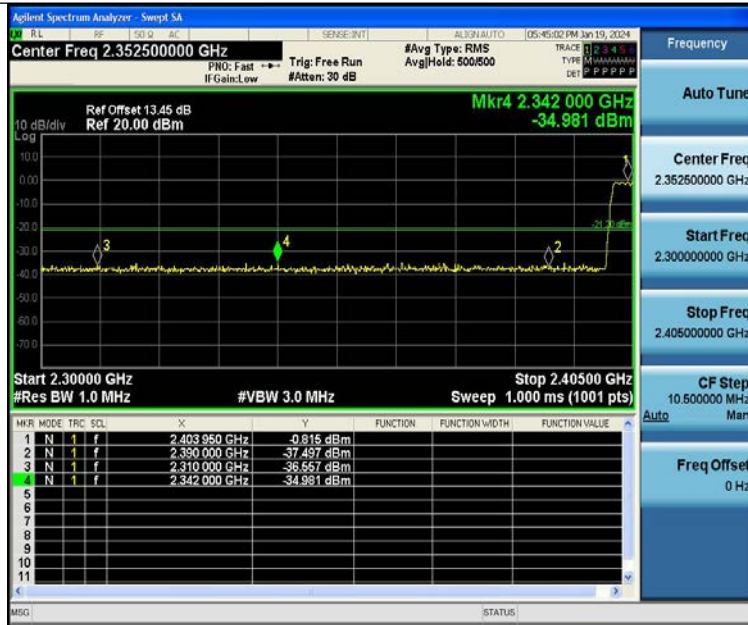 Agilent Spectrum Analyzer - Swept SA
RL RF 50 Ω AC SENSE:INT ALIGNAUTO 05:45:02 PM Jan 19, 2024
Center Freq 2.352500000 GHz #Avg Type: RMS TRACE 1 2 3 4 5 6
PNO: Fast Trig: Free Run Avg|Hold: 500/500 TYPE M
IFGain:Low #Atten: 30 dB DET P P P P P
Ref Offset 13.45 dB Mkr4 2.342 000 GHz
10 dB/div Ref 20.00 dBm -34.981 dBm
Log
10.0
0.00
-10.0
-20.0
-21.20 dBm
-30.0
-40.0
-50.0
-60.0
-70.0
1
3
4
2
Start 2.30000 GHz Stop 2.40500 GHz
#Res BW 1.0 MHz #VBW 3.0 MHz Sweep 1.000 ms (1001 pts)
MKR MODE TRC SCL X Y FUNCTION FUNCTION WIDTH FUNCTION VALUE
1 N 1 f 2.403 950 GHz -0.815 dBm
2 N 1 f 2.390 000 GHz -37.497 dBm
3 N 1 f 2.310 000 GHz -36.557 dBm
4 N 1 f 2.342 000 GHz -34.981 dBm
5
6
7
8
9
10
11
MSG STATUS
Frequency
Auto Tune
Center Freq
2.352500000 GHz
Start Freq
2.300000000 GHz
Stop Freq
2.405000000 GHz
CF Step
10.500000 MHz
Auto Man
Freq Offset
0 Hz